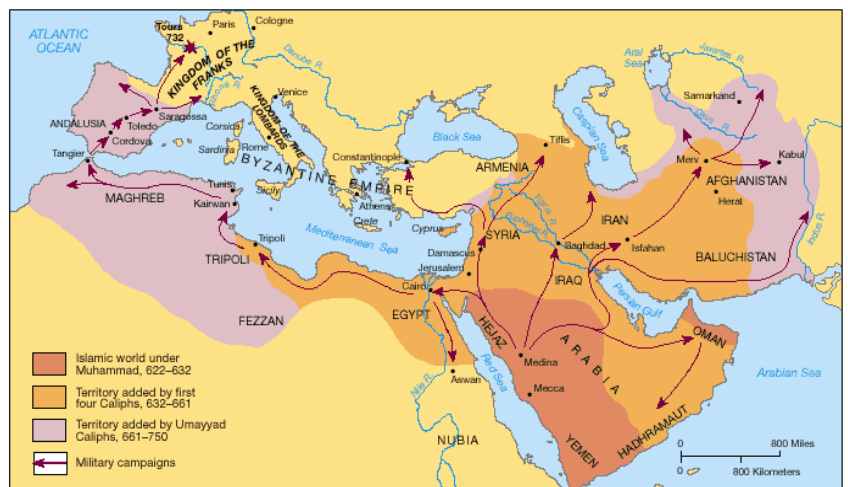 ATLANTIC
OCEAN
Tours
732
Paris
Cologne
KINGDOM OF THE
FRANKS
Danube R.
Rhone R.
Venice
KINGDOM OF THE
LOMBARDS
Corsica
Sardinia
Rome
Sicily
BYZANTINE EMPIRE
Constantinople
Athens
Crete
Cyprus
Black Sea
Mediterranean Sea
ANDALUSIA
Saragossa
Toledo
Cordova
Tangier
MAGHREB
Tunis
Kairwan
Tripoli
TRIPOLI
FEZZAN
Cairo
EGYPT
Aswan
Nile R.
NUBIA
Red Sea
Aral
Sea
Jaxartes R.
Samarkand
Oxus R.
Caspian Sea
Tiflis
ARMENIA
Merv
Kabul
AFGHANISTAN
Herat
Tigris R.
Euphrates R.
SYRIA
IRAN
Damascus
Baghdad
Isfahan
BALUCHISTAN
Indus R.
Jerusalem
IRAQ
Persian Gulf
HEJAZ
ARABIA
OMAN
Medina
Mecca
YEMEN
HADHRAMAUT
Arabian Sea
Islamic world under
Muhammad, 622–632
Territory added by first
four Caliphs, 632–661
Territory added by Umayyad
Caliphs, 661–750
Military campaigns
0 800 Miles
0 800 Kilometers